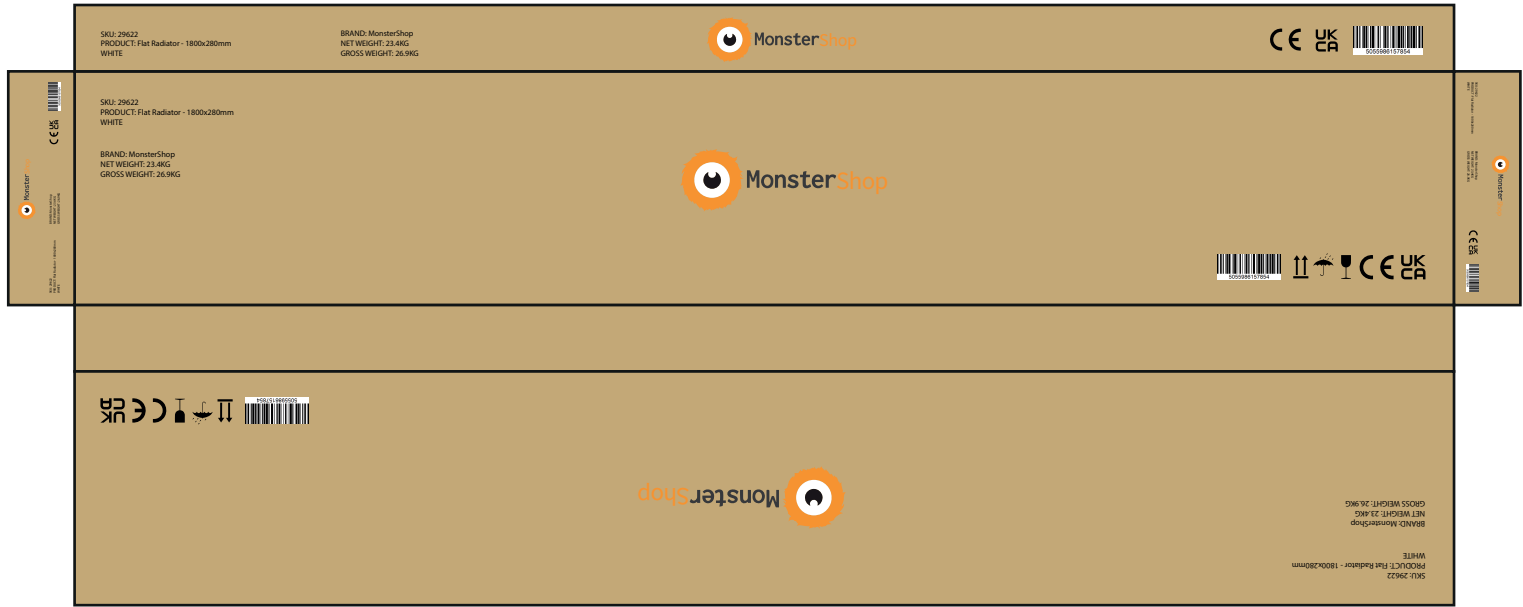 SKU: 29622
PRODUCT: Flat Radiator - 1800x280mm
WHITE
BRAND: MonsterShop
NET WEIGHT: 23.4KG
GROSS WEIGHT: 26.9KG
MonsterShop
CE
UK
CA
5055986157854
SKU: 29622
PRODUCT: Flat Radiator - 1800x280mm
WHITE
BRAND: MonsterShop
NET WEIGHT: 23.4KG
GROSS WEIGHT: 26.9KG
MonsterShop
5055986157854
CE
UK
CA
CE
UK
CA
MonsterShop
MonsterShop
CE
UK
CA
SKU: 29622
PRODUCT: Flat Radiator - 1800x280mm
WHITE
BRAND: MonsterShop
NET WEIGHT: 23.4KG
GROSS WEIGHT: 26.9KG
MonsterShop
5055986157854
CE
UK
CA